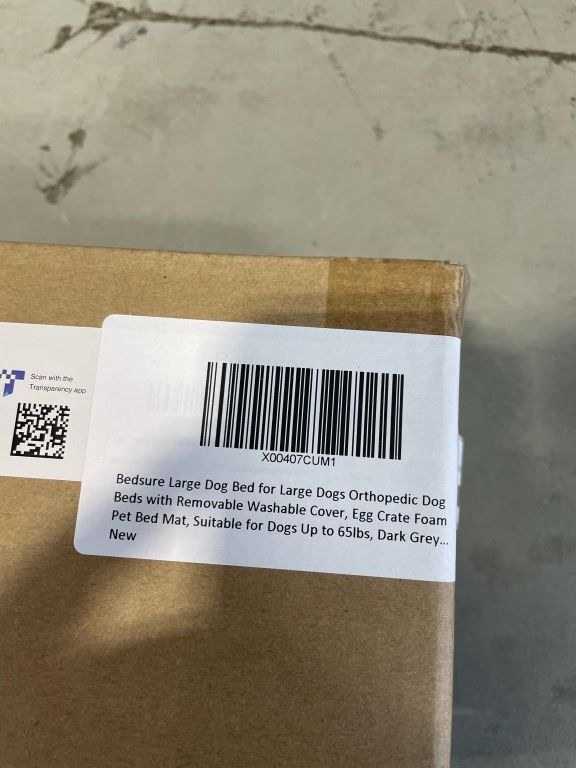 Scan with the
Transparency app
X00407CUM1
Bedsure Large Dog Bed for Large Dogs Orthopedic Dog
Beds with Removable Washable Cover, Egg Crate Foam
Pet Bed Mat, Suitable for Dogs Up to 65lbs, Dark Grey...
New